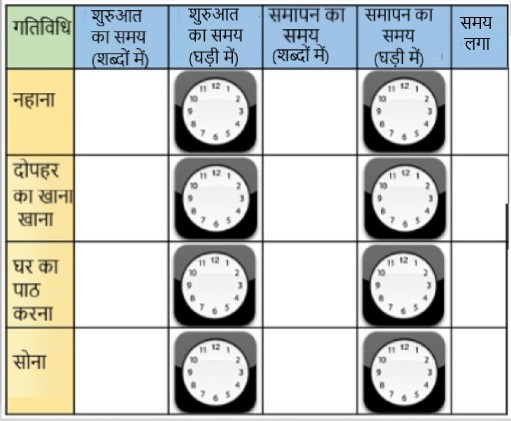 गतिविधि
शुरुआत
का समय
(शब्दों में)
शुरुआत
का समय
(घड़ी में)
समापन का
समय
(शब्दों में)
समापन का
समय
(घड़ी में)
समय
लगा
नहाना
11 12 1
10 2
9 3
8 4
7 6 5
11 12 1
10 2
9 3
8 4
7 6 5
दोपहर
का खाना
खाना
11 12 1
10 2
9 3
8 4
7 6 5
11 12 1
10 2
9 3
8 4
7 6 5
घर का
पाठ
करना
11 12 1
10 2
9 3
8 4
7 6 5
11 12 1
10 2
9 3
8 4
7 6 5
सोना
11 12 1
10 2
9 3
8 4
7 6 5
11 12 1
10 2
9 3
8 4
7 6 5